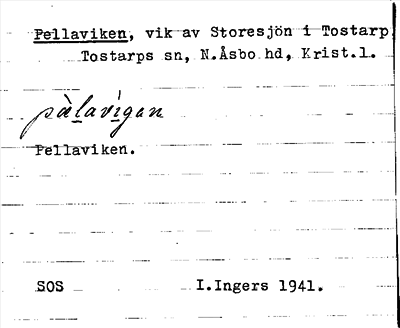 Pellaviken, vik av Storesjön i Tostarp,
Tostarps sn, N.Åsbo hd, Krist.l.
pàlavigan
Pellaviken.
SOS I.Ingers 1941.